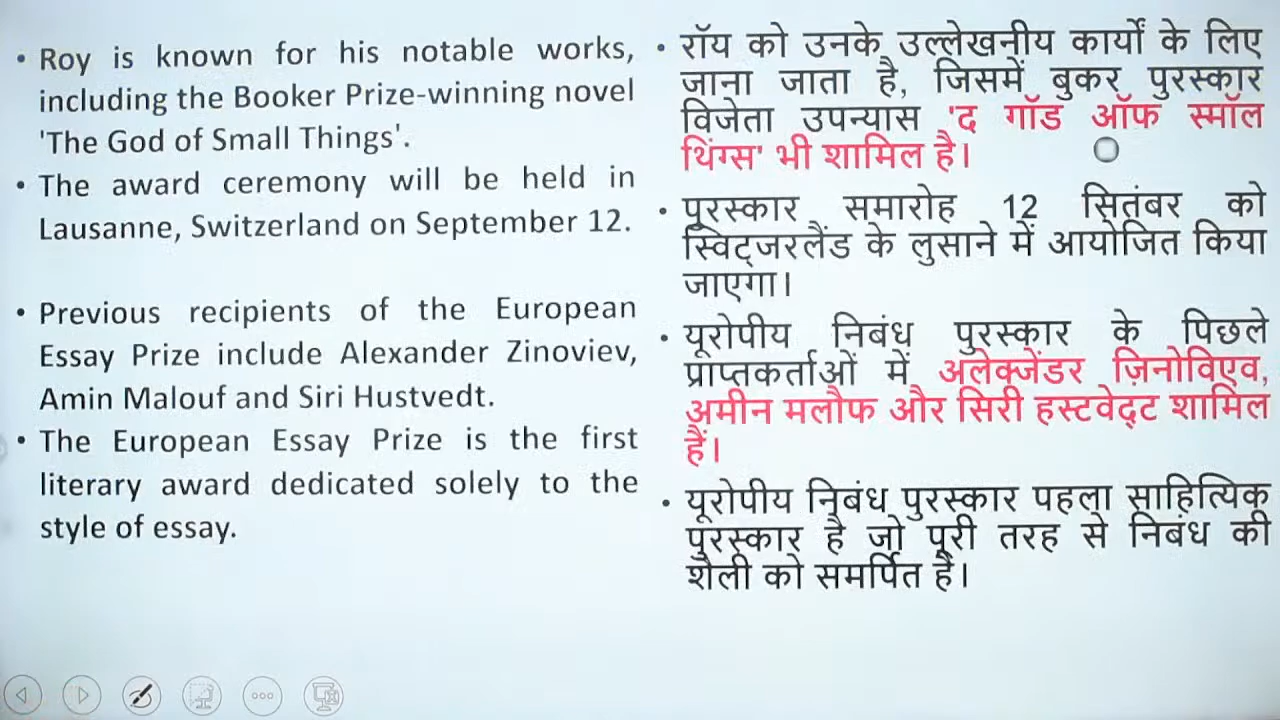 • Roy is known for his notable works,
including the Booker Prize-winning novel
'The God of Small Things'.
• The award ceremony will be held in
Lausanne, Switzerland on September 12.
• Previous recipients of the European
Essay Prize include Alexander Zinoviev,
Amin Malouf and Siri Hustvedt.
• The European Essay Prize is the first
literary award dedicated solely to the
style of essay.
• रॉय को उनके उल्लेखनीय कार्यों के लिए
जाना जाता है, जिसमें बुकर पुरस्कार
विजेता उपन्यास 'द गॉड ऑफ स्मॉल
थिंग्स' भी शामिल है।
• पुरस्कार समारोह 12 सितंबर को
स्विट्जरलैंड के लुसाने में आयोजित किया
जाएगा।
• यूरोपीय निबंध पुरस्कार के पिछले
प्राप्तकर्ताओं में अलेक्जेंडर ज़िनोविएव,
अमीन मलौफ और सिरी हस्टवेद्ट शामिल
हैं।
• यूरोपीय निबंध पुरस्कार पहला साहित्यिक
पुरस्कार है जो पूरी तरह से निबंध की
शैली को समर्पित है।